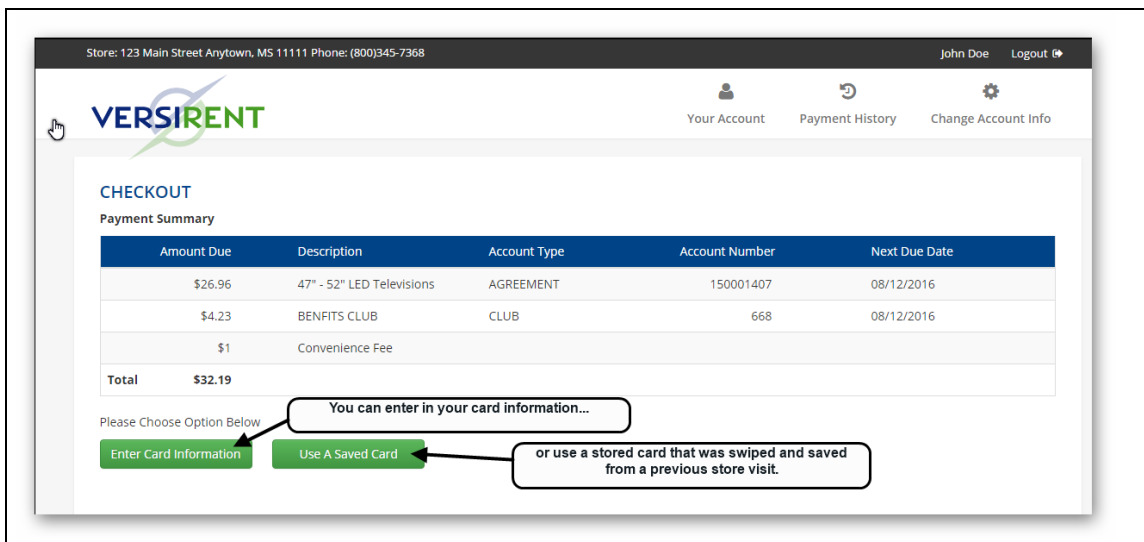 Store: 123 Main Street Anytown, MS 11111 Phone: (800)345-7368 John Doe Logout
VERSIRENT
Your Account Payment History Change Account Info
CHECKOUT
Payment Summary
Amount Due Description Account Type Account Number Next Due Date
$26.96 47" - 52" LED Televisions AGREEMENT 150001407 08/12/2016
$4.23 BENFITS CLUB CLUB 668 08/12/2016
$1 Convenience Fee
Total $32.19
You can enter in your card information...
Please Choose Option Below
Enter Card Information Use A Saved Card
or use a stored card that was swiped and saved
from a previous store visit.